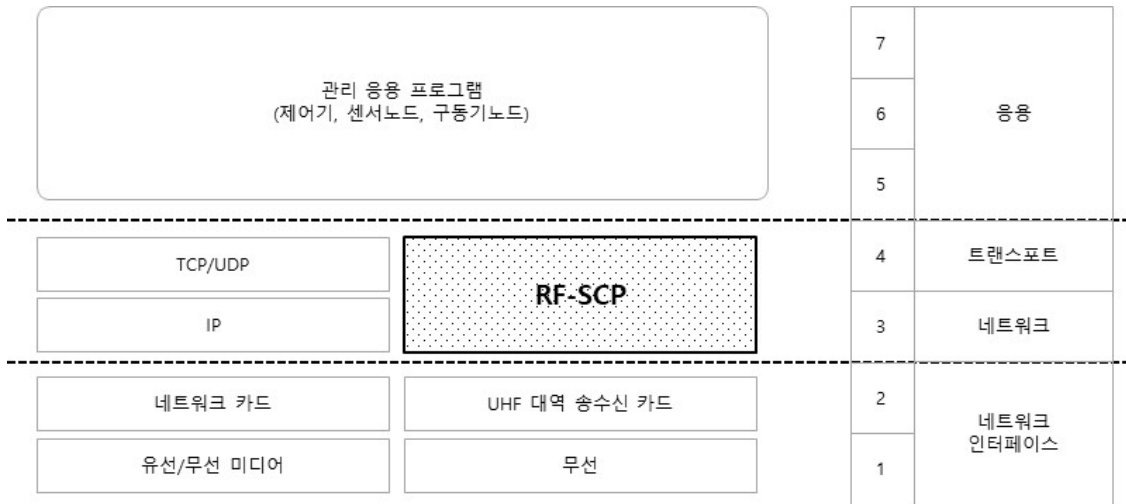 관리 응용 프로그램
(제어기, 센서노드, 구동기노드)
7
6
5
응용
TCP/UDP
IP
RF-SCP
4
트랜스포트
3
네트워크
네트워크 카드
UHF 대역 송수신 카드
유선/무선 미디어
무선
2
1
네트워크
인터페이스